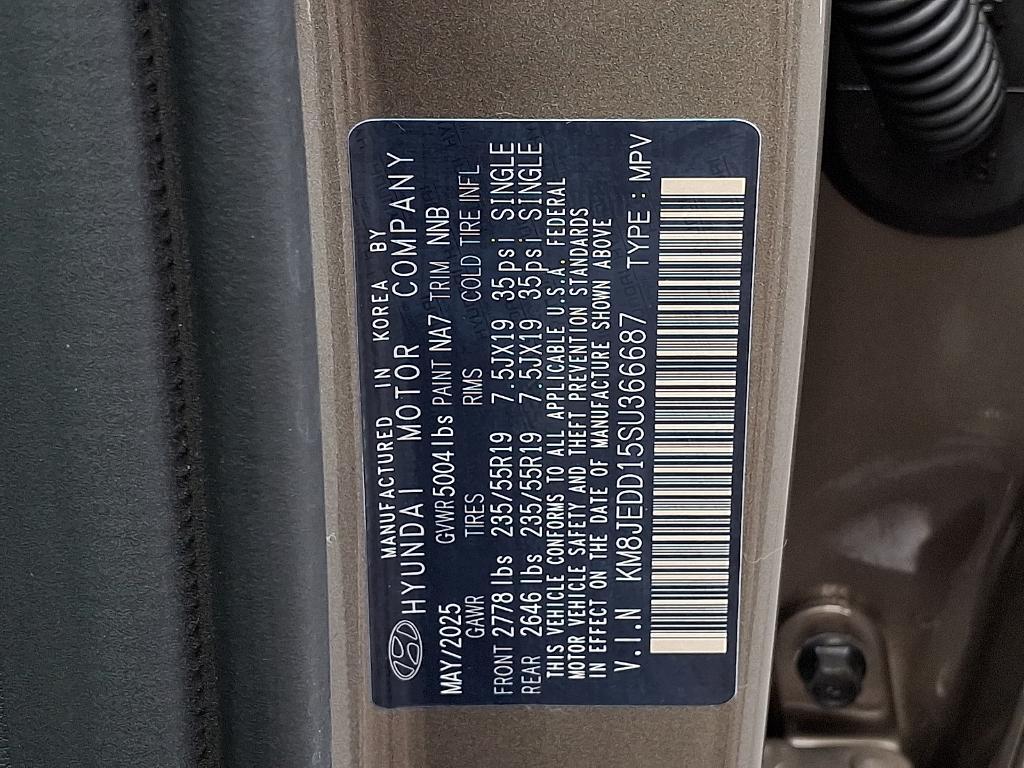 MANUFACTURED IN KOREA BY
HYUNDAI MOTOR COMPANY
MAY/2025 GVWR 5004 lbs PAINT NA7 TRIM NNB
GAWR TIRES RIMS COLD TIRE INFL
FRONT 2778 lbs 235/55R19 7.5JX19 35psi SINGLE
REAR 2646 lbs 235/55R19 7.5JX19 35psi SINGLE
THIS VEHICLE CONFORMS TO ALL APPLICABLE U.S.A. FEDERAL
MOTOR VEHICLE SAFETY AND THEFT PREVENTION STANDARDS
IN EFFECT ON THE DATE OF MANUFACTURE SHOWN ABOVE
V.I.N KM8JEDD15SU366687 TYPE : MPV